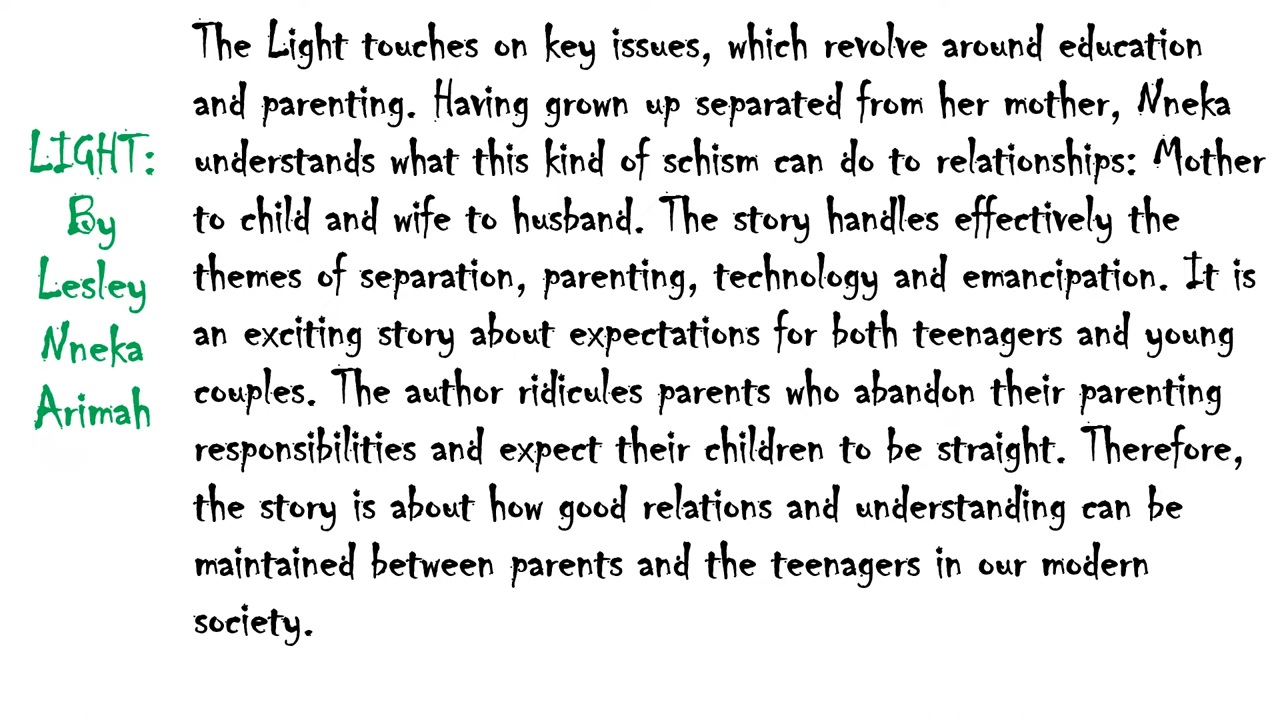 LIGHT:
By
Lesley
Nneka
Arimah
The Light touches on key issues, which revolve around education
and parenting. Having grown up separated from her mother, Nneka
understands what this kind of schism can do to relationships: Mother
to child and wife to husband. The story handles effectively the
themes of separation, parenting, technology and emancipation. It is
an exciting story about expectations for both teenagers and young
couples. The author ridicules parents who abandon their parenting
responsibilities and expect their children to be straight. Therefore,
the story is about how good relations and understanding can be
maintained between parents and the teenagers in our modern
society.